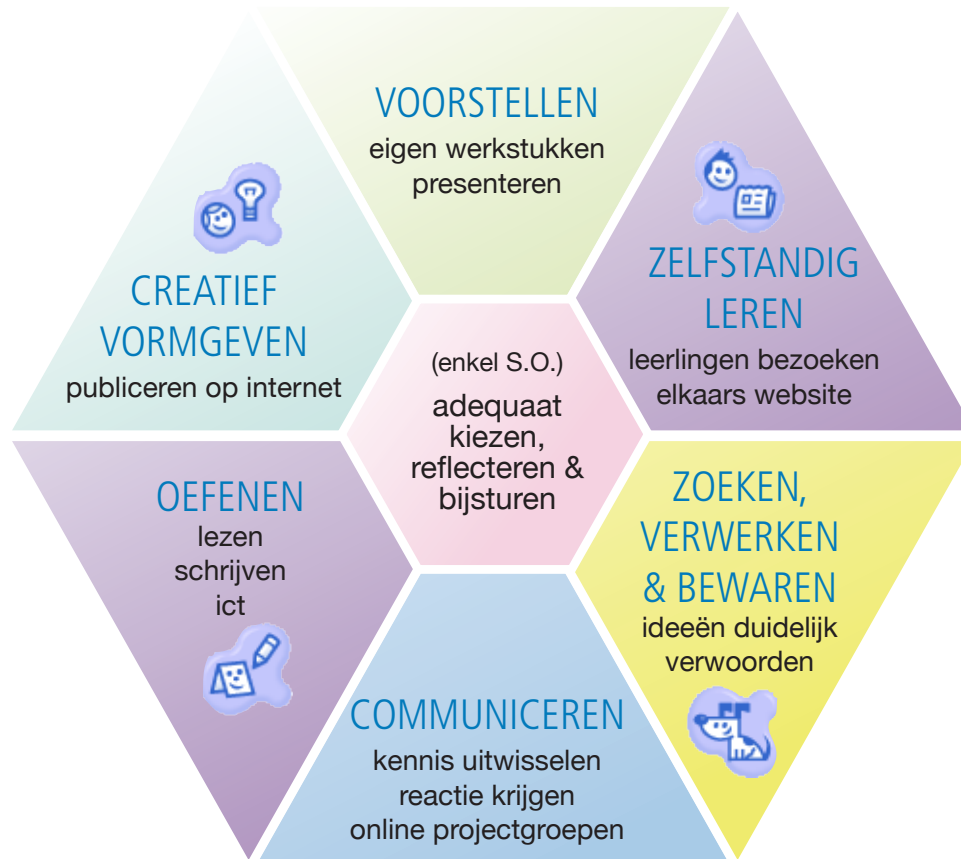 VOORSTELLEN
eigen werkstukken
presenteren
ZELFSTANDIG
LEREN
leerlingen bezoeken
elkaars website
CREATIEF
VORMGEVEN
publiceren op internet
(enkel S.O.)
adequaat
kiezen,
reflecteren &
bijsturen
OEFENEN
lezen
schrijven
ict
ZOEKEN,
VERWERKEN
& BEWAREN
ideeën duidelijk
verwoorden
COMMUNICEREN
kennis uitwisselen
reactie krijgen
online projectgroepen